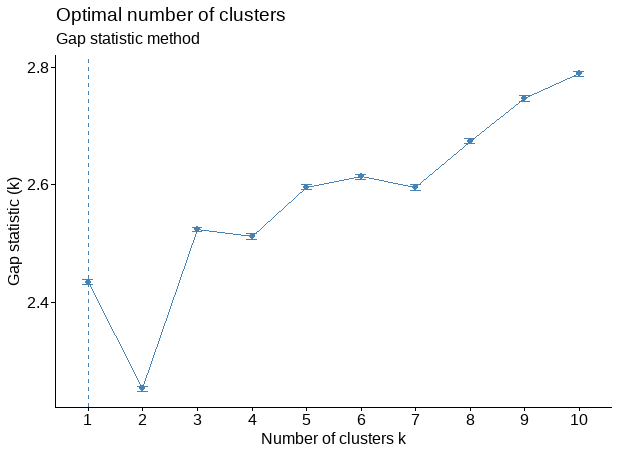 Optimal number of clusters
Gap statistic method
2.8
2.6
2.4
Gap statistic (k)
1 2 3 4 5 6 7 8 9 10
Number of clusters k